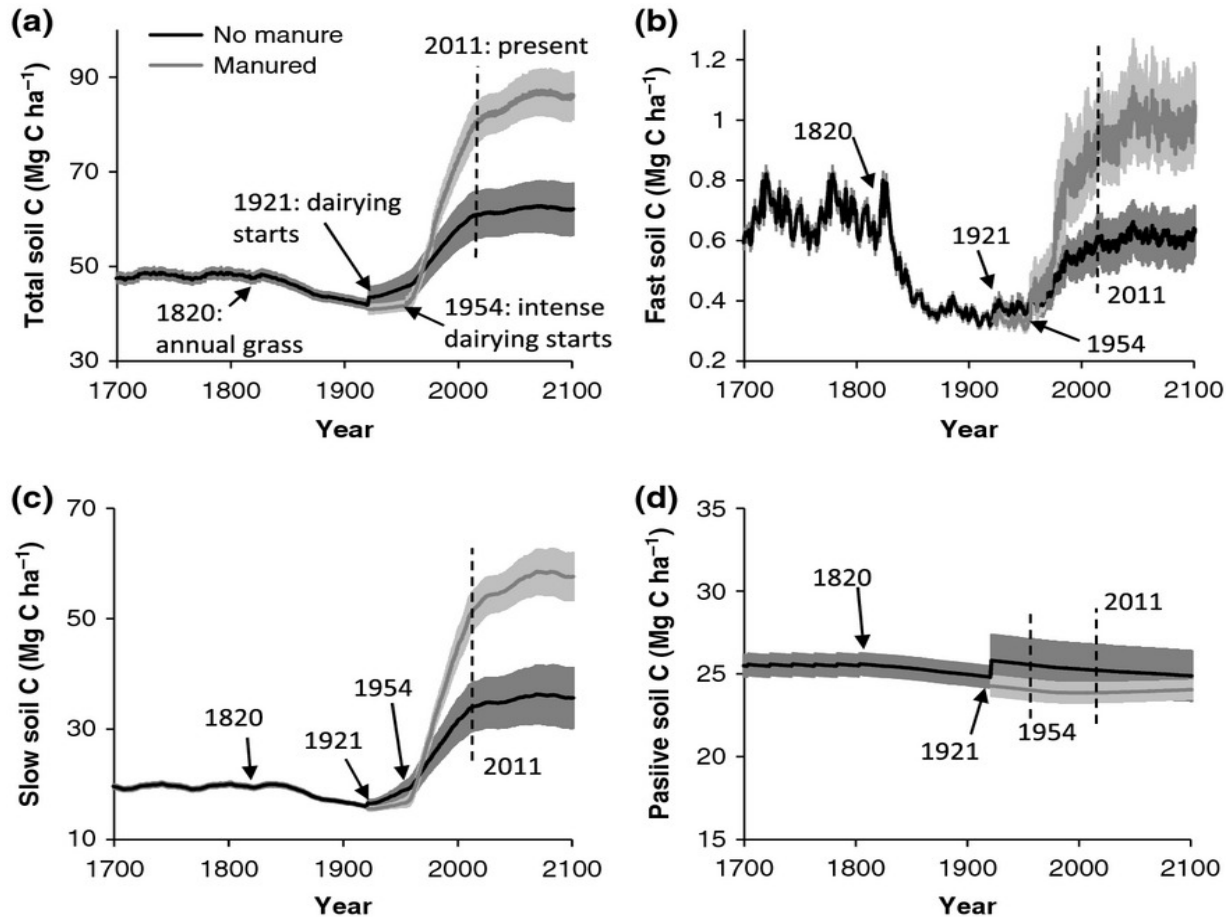 (a)
No manure
Manured
2011: present
Total soil C (Mg C ha⁻¹)
90
70
50
30
1921: dairying
starts
1820:
annual grass
1954: intense
dairying starts
1700 1800 1900 2000 2100
Year
(b)
Fast soil C (Mg C ha⁻¹)
1.2
1
0.8
0.6
0.4
0.2
1820
1921
2011
1954
1700 1800 1900 2000 2100
Year
(c)
Slow soil C (Mg C ha⁻¹)
70
50
30
10
1820
1921
1954
2011
1700 1800 1900 2000 2100
Year
(d)
Pasiive soil C (Mg C ha⁻¹)
35
30
25
20
15
1820
2011
1921
1954
1700 1800 1900 2000 2100
Year